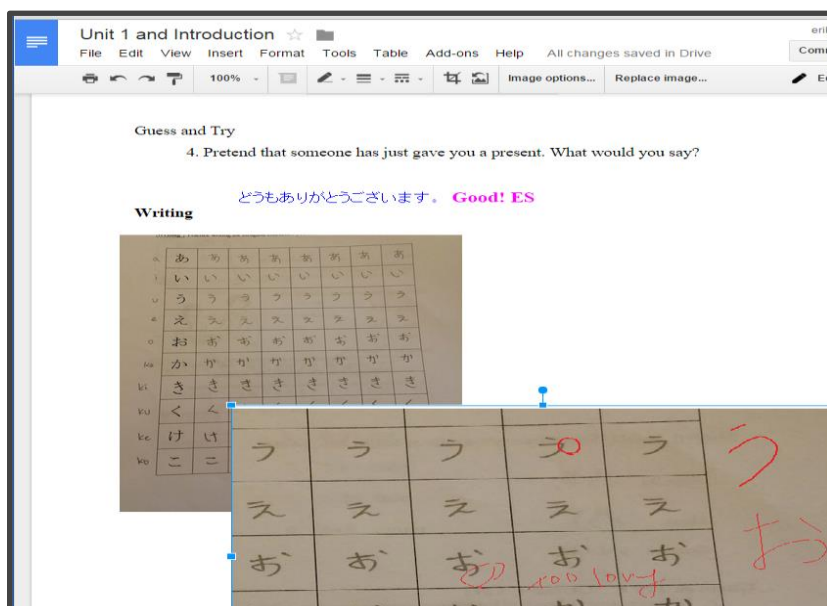 Unit 1 and Introduction
File Edit View Insert Format Tools Table Add-ons Help All changes saved in Drive
100% Image options... Replace image...
Guess and Try
4. Pretend that someone has just gave you a present. What would you say?
どうもありがとうございます。 Good! ES
Writing
a あ あ あ あ あ あ あ あ
i い い い い い い い い
u う う う う う う う う
e え え え え え え え え
o お お お お お お お お
ka か か か か か か か か
ki き き き き き き き き
ku く く
ke け け
ko こ こ
う う う う う う
え え え え え
お お お お お お
too long